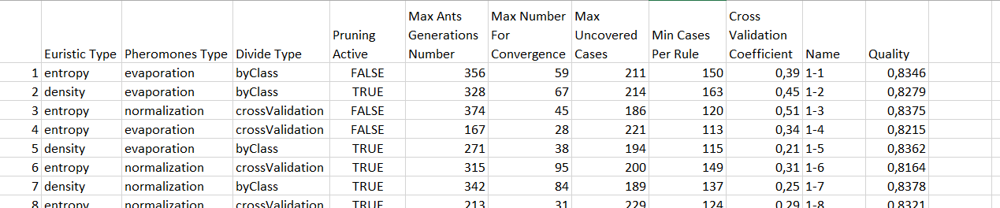 Euristic Type Pheromones Type Divide Type Pruning Active Max Ants Generations Number Max Number For Convergence Max Uncovered Cases Min Cases Per Rule Cross Validation Coefficient Name Quality
1 entropy evaporation byClass FALSE 356 59 211 150 0,39 1-1 0,8346
2 density evaporation byClass TRUE 328 67 214 163 0,45 1-2 0,8279
3 entropy normalization crossValidation FALSE 374 45 186 120 0,51 1-3 0,8375
4 entropy evaporation crossValidation FALSE 167 28 221 113 0,34 1-4 0,8215
5 density evaporation byClass TRUE 271 38 194 115 0,21 1-5 0,8362
6 entropy normalization crossValidation TRUE 315 95 200 149 0,31 1-6 0,8164
7 density normalization byClass TRUE 342 84 189 137 0,25 1-7 0,8378
8 entropy normalization crossValidation TRUE 213 31 229 124 0,29 1-8 0,8321